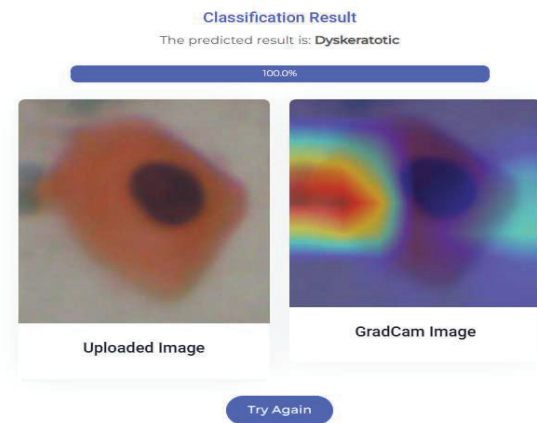 Classification Result
The predicted result is: Dyskeratotic
100.0%
Uploaded Image
GradCam Image
Try Again